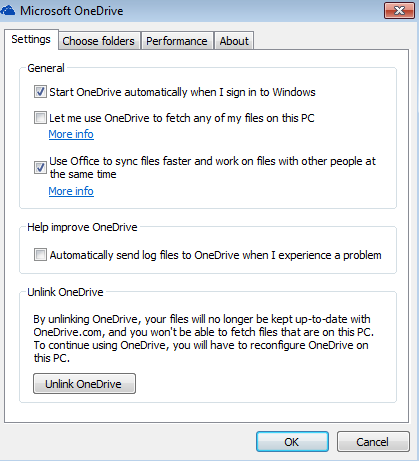 Microsoft OneDrive
Settings
Choose folders
Performance
About
General
Start OneDrive automatically when I sign in to Windows
Let me use OneDrive to fetch any of my files on this PC
More info
Use Office to sync files faster and work on files with other people at
the same time
More info
Help improve OneDrive
Automatically send log files to OneDrive when I experience a problem
Unlink OneDrive
By unlinking OneDrive, your files will no longer be kept up-to-date with
OneDrive.com, and you won't be able to fetch files that are on this PC.
To continue using OneDrive, you will have to reconfigure OneDrive on
this PC.
Unlink OneDrive
OK
Cancel